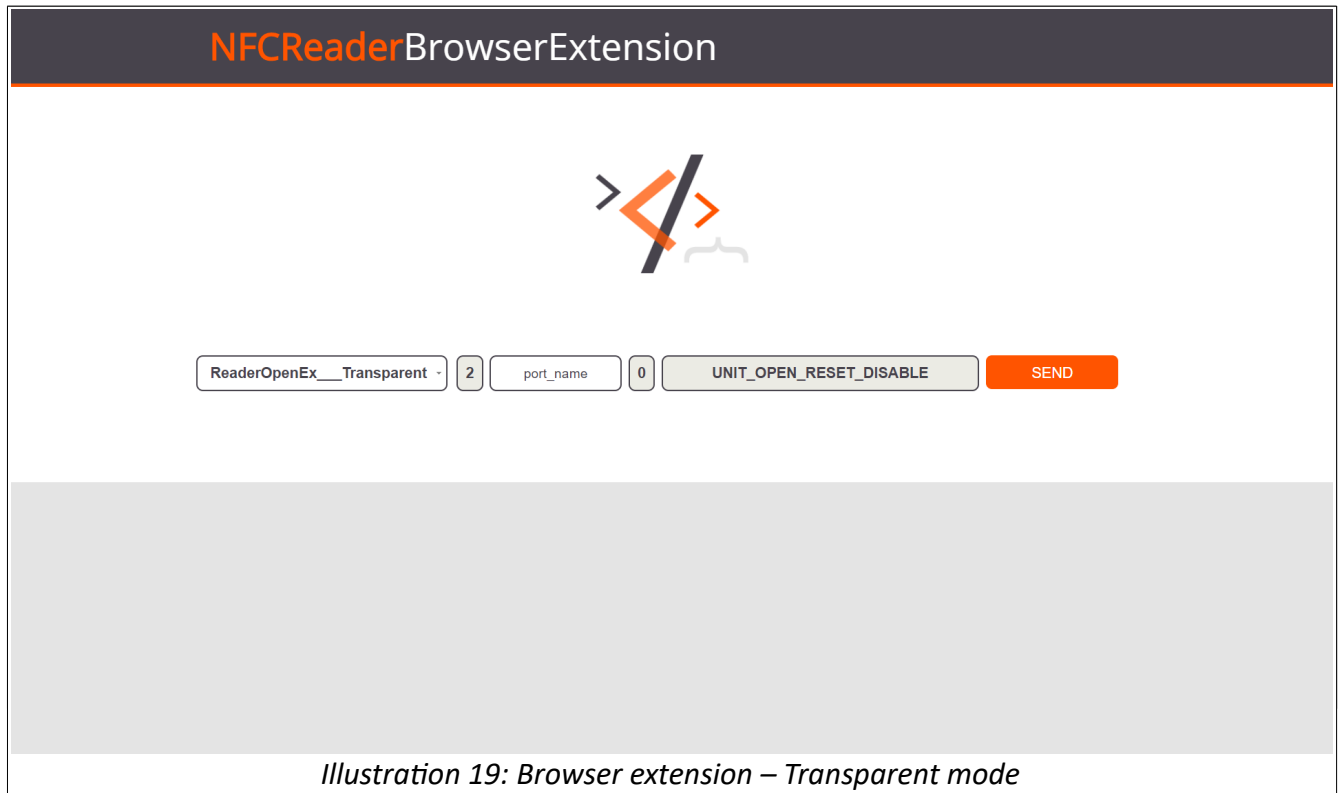 NFCReaderBrowserExtension
ReaderOpenEx___Transparent 2 port_name 0 UNIT_OPEN_RESET_DISABLE SEND
Illustration 19: Browser extension – Transparent mode